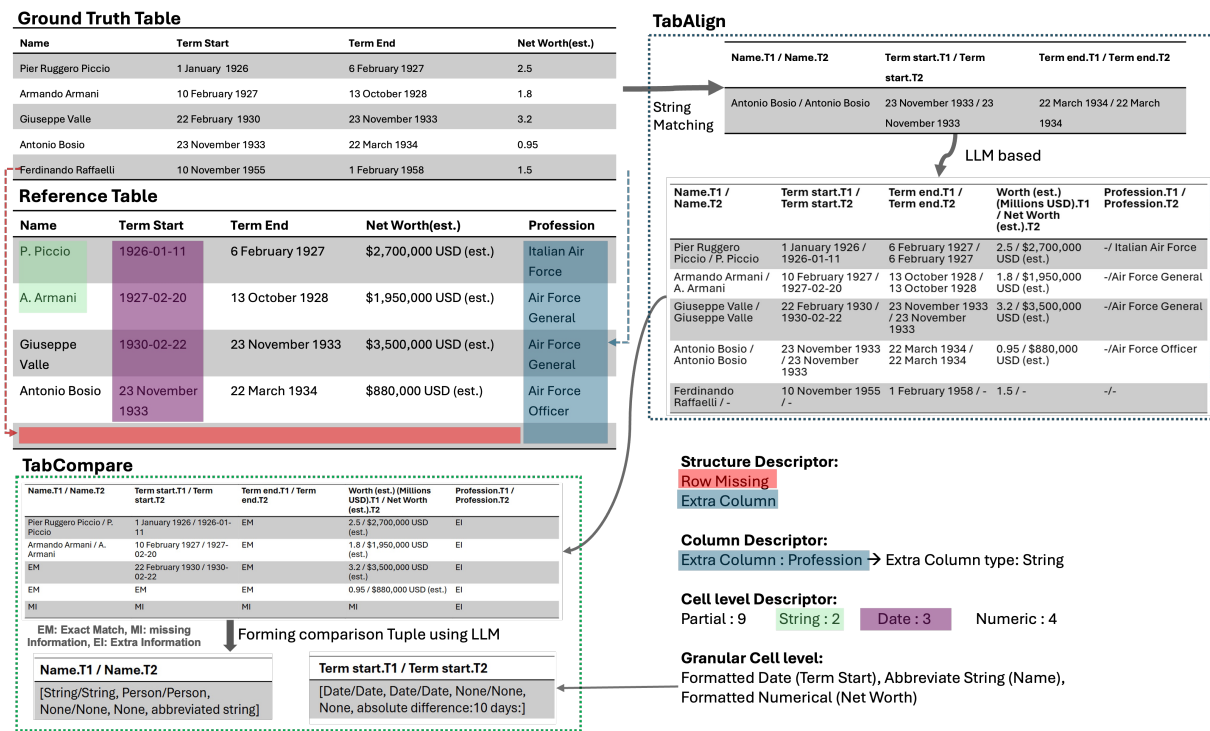 Ground Truth Table
Name Term Start Term End Net Worth(est.)
Pier Ruggero Piccio 1 January 1926 6 February 1927 2.5
Armando Armani 10 February 1927 13 October 1928 1.8
Giuseppe Valle 22 February 1930 23 November 1933 3.2
Antonio Bosio 23 November 1933 22 March 1934 0.95
Ferdinando Raffaelli 10 November 1955 1 February 1958 1.5
Reference Table
Name Term Start Term End Net Worth(est.) Profession
P. Piccio 1926-01-11 6 February 1927 $2,700,000 USD (est.) Italian Air
Force
A. Armani 1927-02-20 13 October 1928 $1,950,000 USD (est.) Air Force
General
Giuseppe 1930-02-22 23 November 1933 $3,500,000 USD (est.) Air Force
Valle General
Antonio Bosio 23 November 22 March 1934 $880,000 USD (est.) Air Force
1933 Officer
TabCompare
Name.T1 / Name.T2 Term start.T1 / Term Term end.T1 / Term Worth (est.) (Millions Profession.T1 /
start.T2 end.T2 USD).T1 / Net Worth Profession.T2
(est.).T2
Pier Ruggero Piccio / P. 1 January 1926 / 1926-01- EM 2.5 / $2,700,000 USD EI
Piccio 11 (est.)
Armando Armani / A. 10 February 1927 / 1927- EM 1.8 / $1,950,000 USD EI
Armani 02-20 (est.)
EM 22 February 1930 / 1930- EM 3.2 / $3,500,000 USD EI
02-22 (est.)
EM EM EM 0.95 / $880,000 USD (est.) EI
MI MI MI MI EI
EM: Exact Match, MI: missing
Information, EI: Extra Information
Forming comparison Tuple using LLM
Name.T1 / Name.T2
[String/String, Person/Person,
None/None, None, abbreviated string]
Term start.T1 / Term start.T2
[Date/Date, Date/Date, None/None,
None, absolute difference:10 days:]
TabAlign
String
Matching
Name.T1 / Name.T2 Term start.T1 / Term Term end.T1 / Term end.T2
start.T2
Antonio Bosio / Antonio Bosio 23 November 1933 / 23 22 March 1934 / 22 March
November 1933 1934
LLM based
Name.T1 / Term start.T1 / Term end.T1 / Worth (est.) Profession.T1 /
Name.T2 Term start.T2 Term end.T2 (Millions USD).T1 Profession.T2
/ Net Worth
(est.).T2
Pier Ruggero 1 January 1926 / 6 February 1927 / 2.5 / $2,700,000 -/ Italian Air Force
Piccio / P. Piccio 1926-01-11 6 February 1927 USD (est.)
Armando Armani / 10 February 1927 / 13 October 1928 / 1.8 / $1,950,000 -/Air Force General
A. Armani 1927-02-20 13 October 1928 USD (est.)
Giuseppe Valle / 22 February 1930 / 23 November 1933 3.2 / $3,500,000 -/Air Force General
Giuseppe Valle 1930-02-22 / 23 November USD (est.)
1933
Antonio Bosio / 23 November 1933 22 March 1934 / 0.95 / $880,000 -/Air Force Officer
Antonio Bosio / 23 November 22 March 1934 USD (est.)
1933
Ferdinando 10 November 1955 1 February 1958 / - 1.5 / - -/-
Raffaelli / - / -
Structure Descriptor:
Row Missing
Extra Column
Column Descriptor:
Extra Column : Profession → Extra Column type: String
Cell level Descriptor:
Partial : 9 String : 2 Date : 3 Numeric : 4
Granular Cell level:
Formatted Date (Term Start), Abbreviate String (Name),
Formatted Numerical (Net Worth)